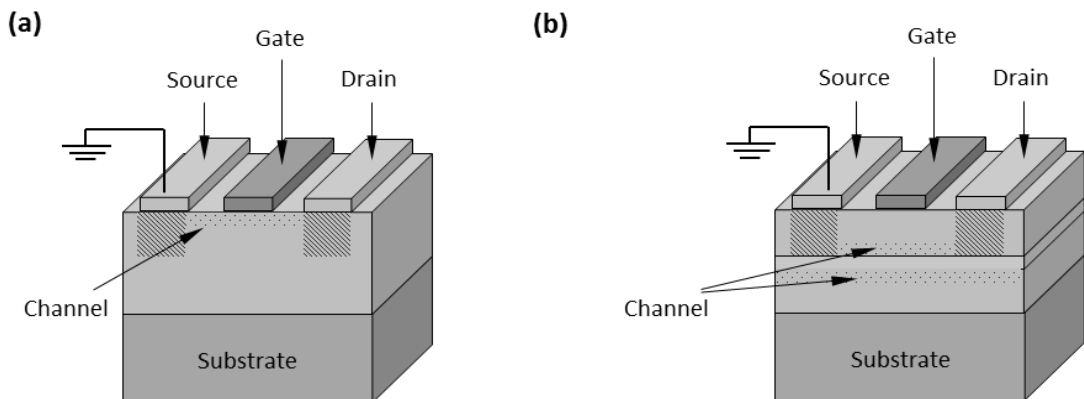 (a)
Gate
Source
Drain
Channel
Substrate
(b)
Gate
Source
Drain
Channel
Substrate